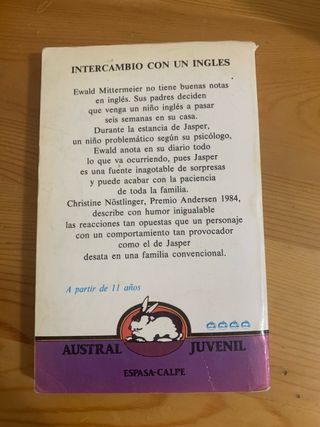 INTERCAMBIO CON UN INGLES
Ewald Mittermeier no tiene buenas notas
en inglés. Sus padres deciden
que venga un niño inglés a pasar
seis semanas en su casa.
Durante la estancia de Jasper,
un niño problemático según su psicólogo,
Ewald anota en su diario todo
lo que va ocurriendo, pues Jasper
es una fuente inagotable de sorpresas
y puede acabar con la paciencia
de toda la familia.
Christine Nöstlinger, Premio Andersen 1984,
describe con humor inigualable
las reacciones tan opuestas que un personaje
con un comportamiento tan provocador
como el de Jasper
desata en una familia convencional.
A partir de 11 años
AUSTRAL JUVENIL
ESPASA-CALPE